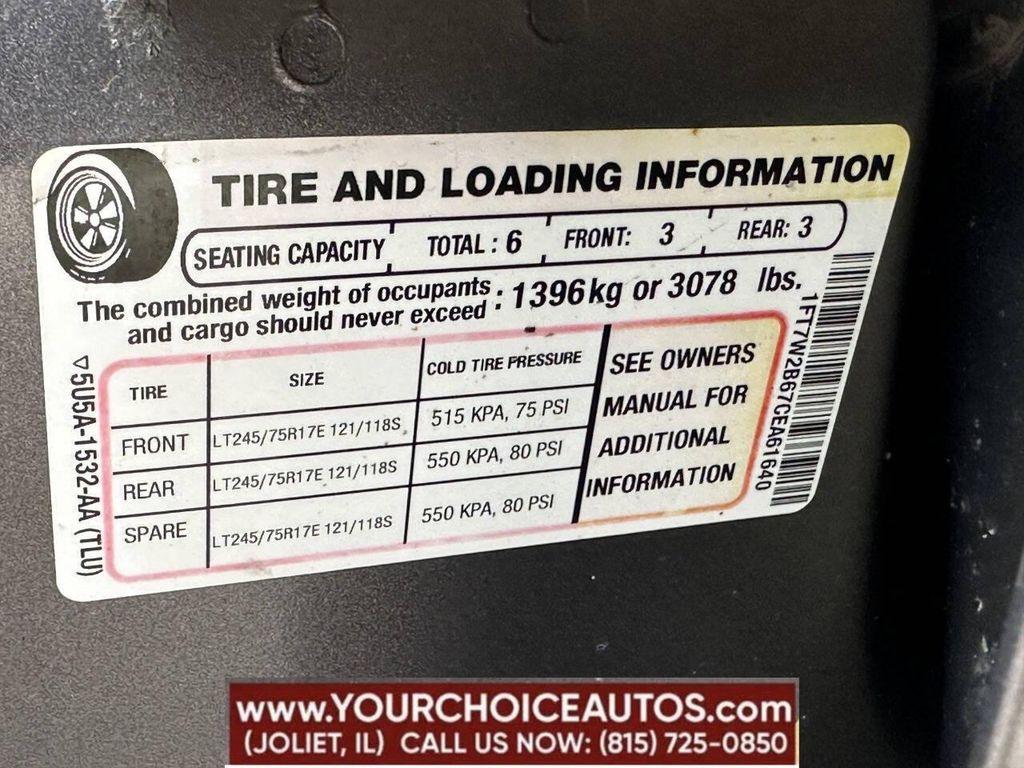 TIRE AND LOADING INFORMATION
SEATING CAPACITY TOTAL : 6 FRONT: 3 REAR: 3
The combined weight of occupants
and cargo should never exceed : 1396kg or 3078 lbs.
TIRE SIZE COLD TIRE PRESSURE
FRONT LT245/75R17E 121/118S 515 KPA, 75 PSI
REAR LT245/75R17E 121/118S 550 KPA, 80 PSI
SPARE LT245/75R17E 121/118S 550 KPA, 80 PSI
SEE OWNERS
MANUAL FOR
ADDITIONAL
INFORMATION
5U5A-1532-AA (TLU)
1FT7W2B67CEA61640
www.YOURCHOICEAUTOS.com
(JOLIET, IL) CALL US NOW: (815) 725-0850